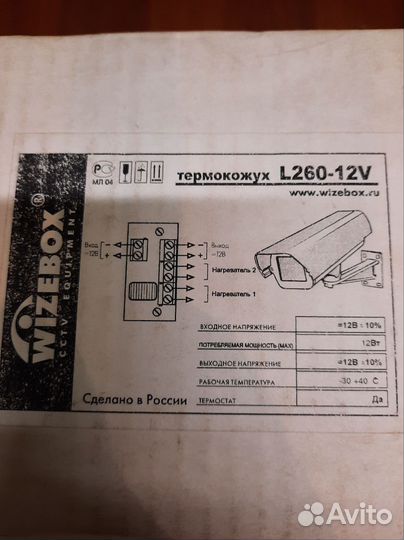 WIZEBOX®
CCTV EQUIPMENT
МЛ 04
термокожух L260-12V
www.wizebox.ru
Вход
~12В
- +
Выход
~12В
- +
Нагреватель 2
Нагреватель 1
ВХОДНОЕ НАПРЯЖЕНИЕ =12В ±10%
ПОТРЕБЛЯЕМАЯ МОЩНОСТЬ (MAX) 12Вт
ВЫХОДНОЕ НАПРЯЖЕНИЕ =12В ±10%
РАБОЧАЯ ТЕМПЕРАТУРА -30 +40 C
ТЕРМОСТАТ Да
Сделано в России
Avito